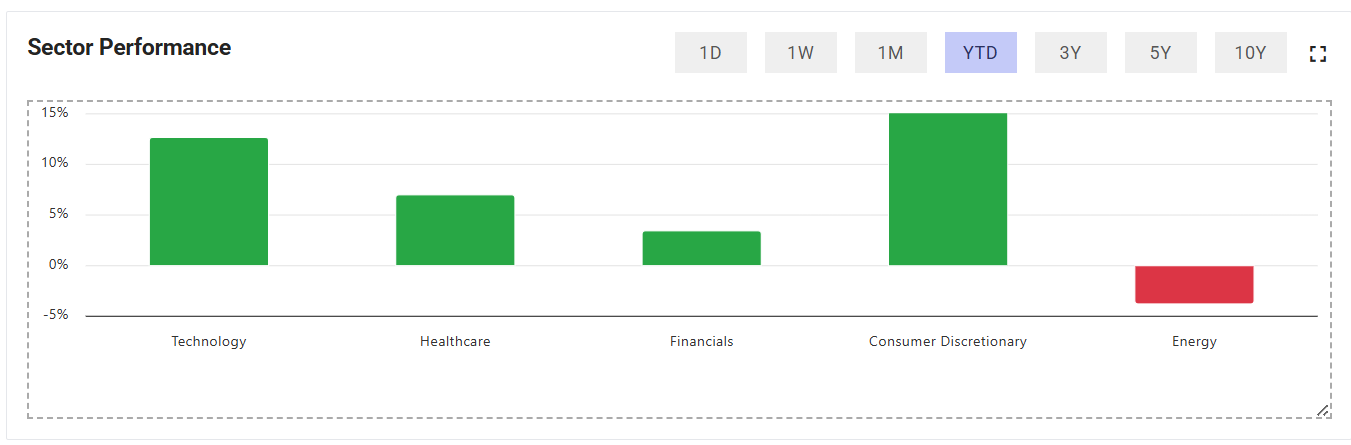 Sector Performance
1D 1W 1M YTD 3Y 5Y 10Y
15%
10%
5%
0%
-5%
Technology Healthcare Financials Consumer Discretionary Energy